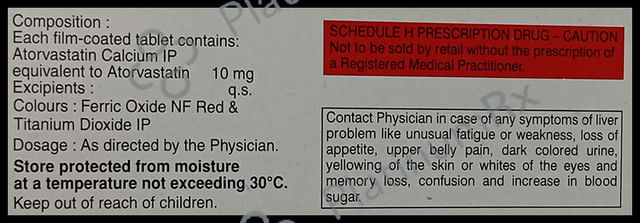 Composition :
Each film-coated tablet contains:
Atorvastatin Calcium IP
equivalent to Atorvastatin 10 mg
Excipients : q.s.
Colours : Ferric Oxide NF Red &
Titanium Dioxide IP
Dosage : As directed by the Physician.
Store protected from moisture
at a temperature not exceeding 30°C.
Keep out of reach of children.
SCHEDULE H PRESCRIPTION DRUG – CAUTION
Not to be sold by retail without the prescription of
a Registered Medical Practitioner.
Contact Physician in case of any symptoms of liver
problem like unusual fatigue or weakness, loss of
appetite, upper belly pain, dark colored urine,
yellowing of the skin or whites of the eyes and
memory loss, confusion and increase in blood
sugar.